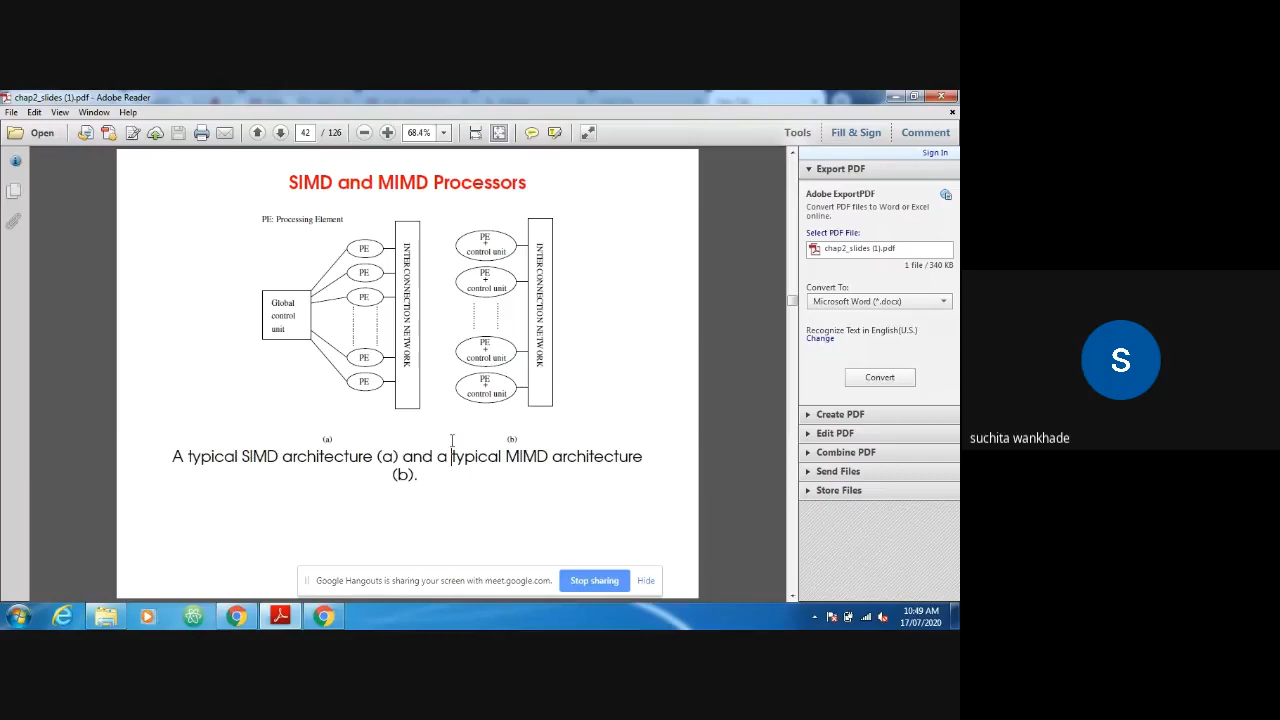 chap2_slides (1).pdf - Adobe Reader
File Edit View Window Help
Open
42 / 126
68.4%
Tools Fill & Sign Comment
Sign In
SIMD and MIMD Processors
PE: Processing Element
Global
control
unit
PE
PE
PE
PE
PE
INTERCONNECTION NETWORK
PE
+
control unit
PE
+
control unit
PE
+
control unit
PE
+
control unit
INTERCONNECTION NETWORK
(a)
(b)
A typical SIMD architecture (a) and a typical MIMD architecture
(b).
Export PDF
Adobe ExportPDF
Convert PDF files to Word or Excel
online.
Select PDF File:
chap2_slides (1).pdf
1 file / 340 KB
Convert To:
Microsoft Word (*.docx)
Recognize Text in English(U.S.)
Change
Convert
Create PDF
Edit PDF
Combine PDF
Send Files
Store Files
Google Hangouts is sharing your screen with meet.google.com.
Stop sharing
Hide
10:49 AM
17/07/2020
S
suchita wankhade